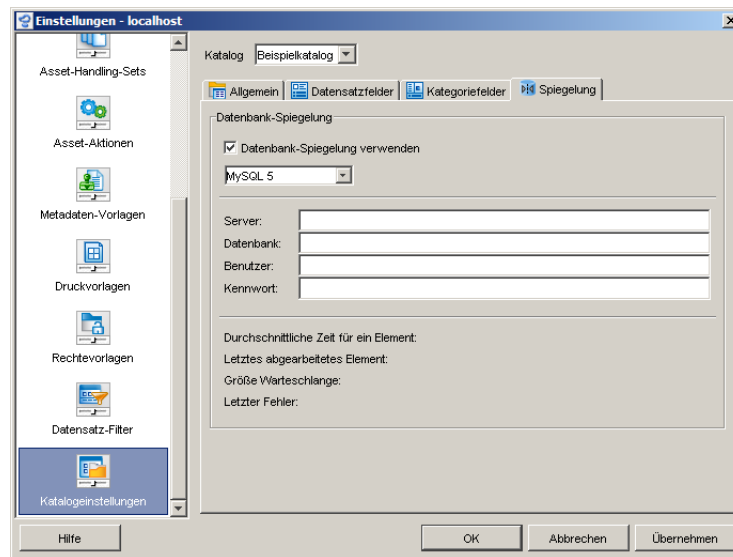 Einstellungen - localhost
Asset-Handling-Sets
Asset-Aktionen
Metadaten-Vorlagen
Druckvorlagen
Rechtevorlagen
Datensatz-Filter
Katalogeinstellungen
Katalog Beispielkatalog
Allgemein Datensatzfelder Kategoriefelder Spiegelung
Datenbank-Spiegelung
Datenbank-Spiegelung verwenden
MySQL 5
Server:
Datenbank:
Benutzer:
Kennwort:
Durchschnittliche Zeit für ein Element:
Letztes abgearbeitetes Element:
Größe Warteschlange:
Letzter Fehler:
Hilfe OK Abbrechen Übernehmen